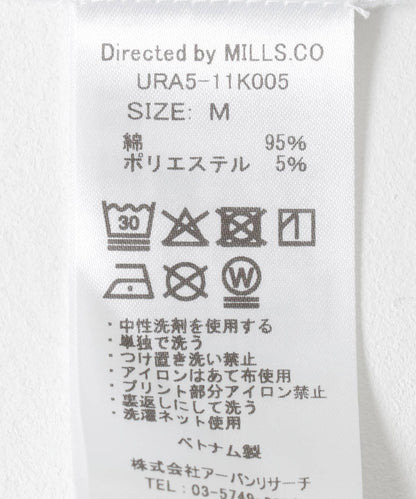 Directed by MILLS.CO
URA5-11K005
SIZE: M
綿 95%
ポリエステル 5%
30
W
・中性洗剤を使用する
・単独で洗う
・つけ置き洗い禁止
・アイロンはあて布使用
・プリント部分アイロン禁止
・裏返しにして洗う
・洗濯ネット使用
ベトナム製
株式会社アーバンリサーチ
TEL:03-5749-